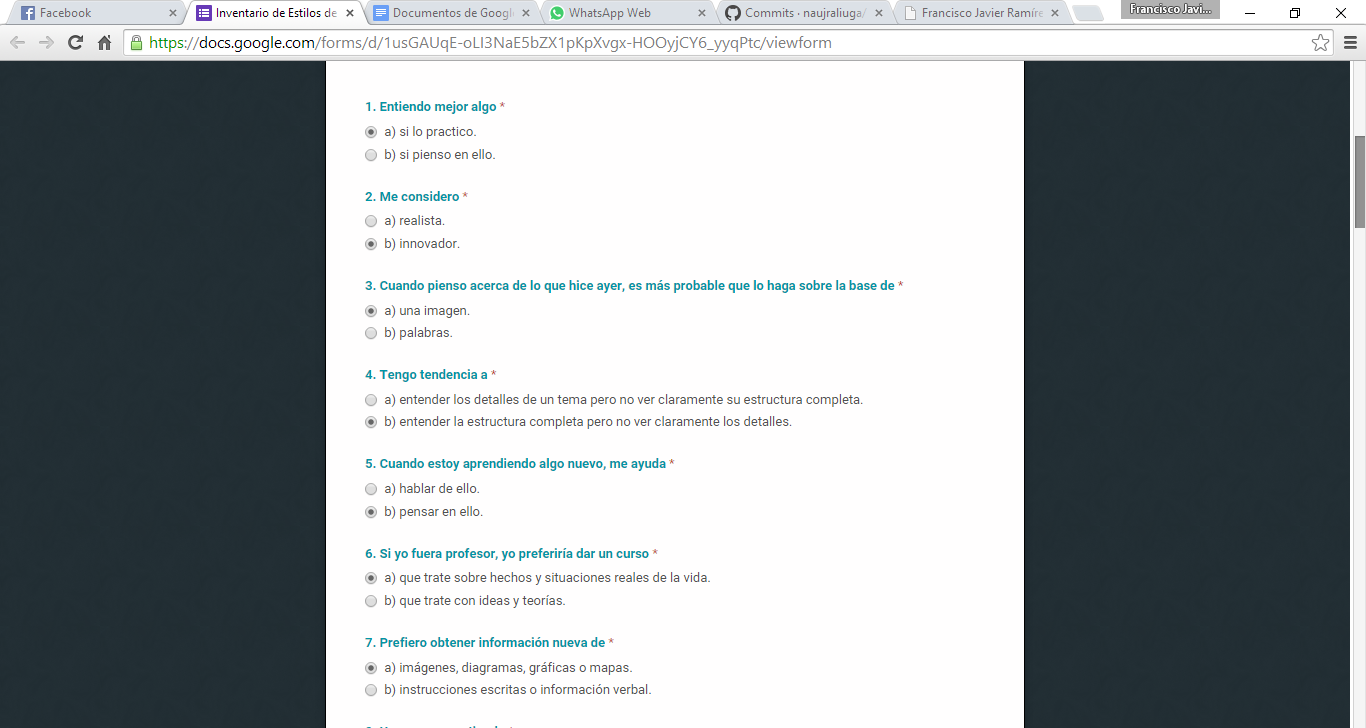 Facebook
Inventario de Estilos de
Documentos de Googl
WhatsApp Web
Commits · naujraliuga/
Francisco Javier Ramíre
Francisco Javi...
https://docs.google.com/forms/d/1usGAUqE-oLI3NaE5bZX1pKpXvgx-HOOyjCY6_yyqPtc/viewform
1. Entiendo mejor algo *
a) si lo practico.
b) si pienso en ello.
2. Me considero *
a) realista.
b) innovador.
3. Cuando pienso acerca de lo que hice ayer, es más probable que lo haga sobre la base de *
a) una imagen.
b) palabras.
4. Tengo tendencia a *
a) entender los detalles de un tema pero no ver claramente su estructura completa.
b) entender la estructura completa pero no ver claramente los detalles.
5. Cuando estoy aprendiendo algo nuevo, me ayuda *
a) hablar de ello.
b) pensar en ello.
6. Si yo fuera profesor, yo preferiría dar un curso *
a) que trate sobre hechos y situaciones reales de la vida.
b) que trate con ideas y teorías.
7. Prefiero obtener información nueva de *
a) imágenes, diagramas, gráficas o mapas.
b) instrucciones escritas o información verbal.